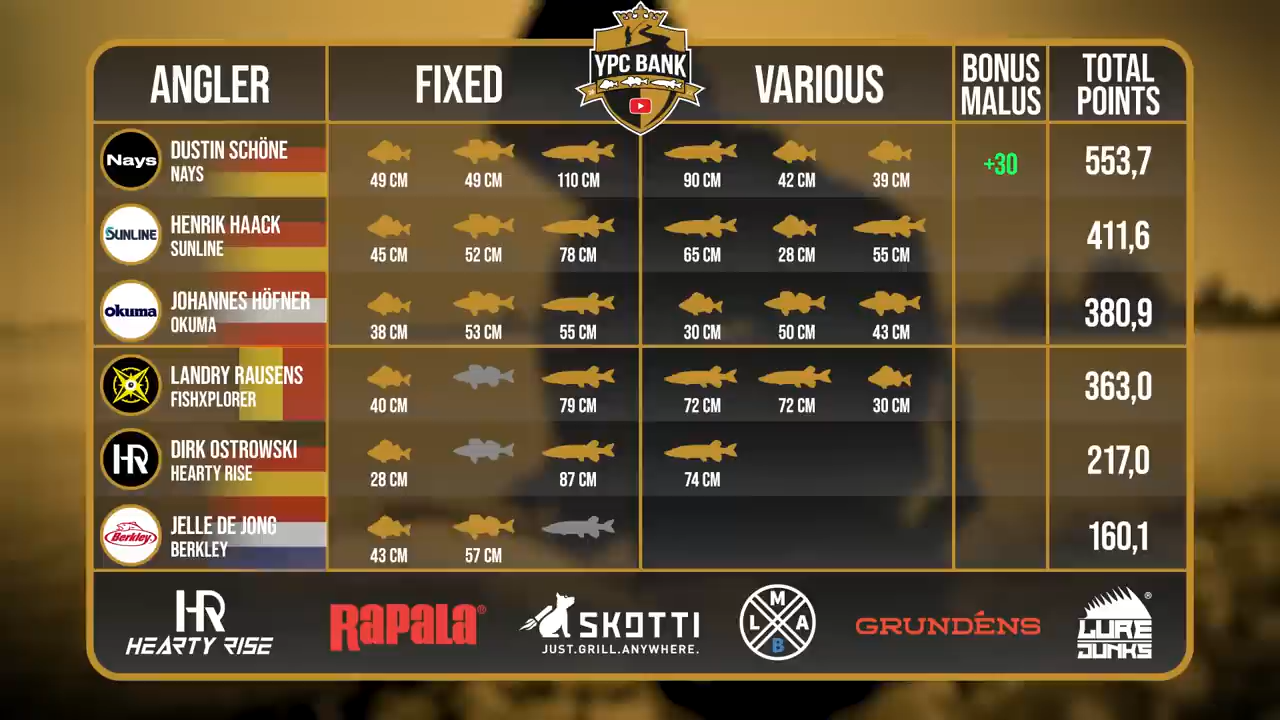 YPC BANK
ANGLER FIXED VARIOUS BONUS MALUS TOTAL POINTS
Nays DUSTIN SCHÖNE
NAYS
49 CM 49 CM 110 CM 90 CM 42 CM 39 CM +30 553,7
SUNLINE HENRIK HAACK
SUNLINE
45 CM 52 CM 78 CM 65 CM 28 CM 55 CM 411,6
okuma JOHANNES HÖFNER
OKUMA
38 CM 53 CM 55 CM 30 CM 50 CM 43 CM 380,9
LANDRY RAUSENS
FISHXPLORER
40 CM 79 CM 72 CM 72 CM 30 CM 363,0
HR DIRK OSTROWSKI
HEARTY RISE
28 CM 87 CM 74 CM 217,0
Berkley JELLE DE JONG
BERKLEY
43 CM 57 CM 160,1
HR
HEARTY RISE
RAPALA®
SKOTTI
JUST.GRILL.ANYWHERE.
M
L A
B
GRUNDÉNS
LURE®
JUNKS